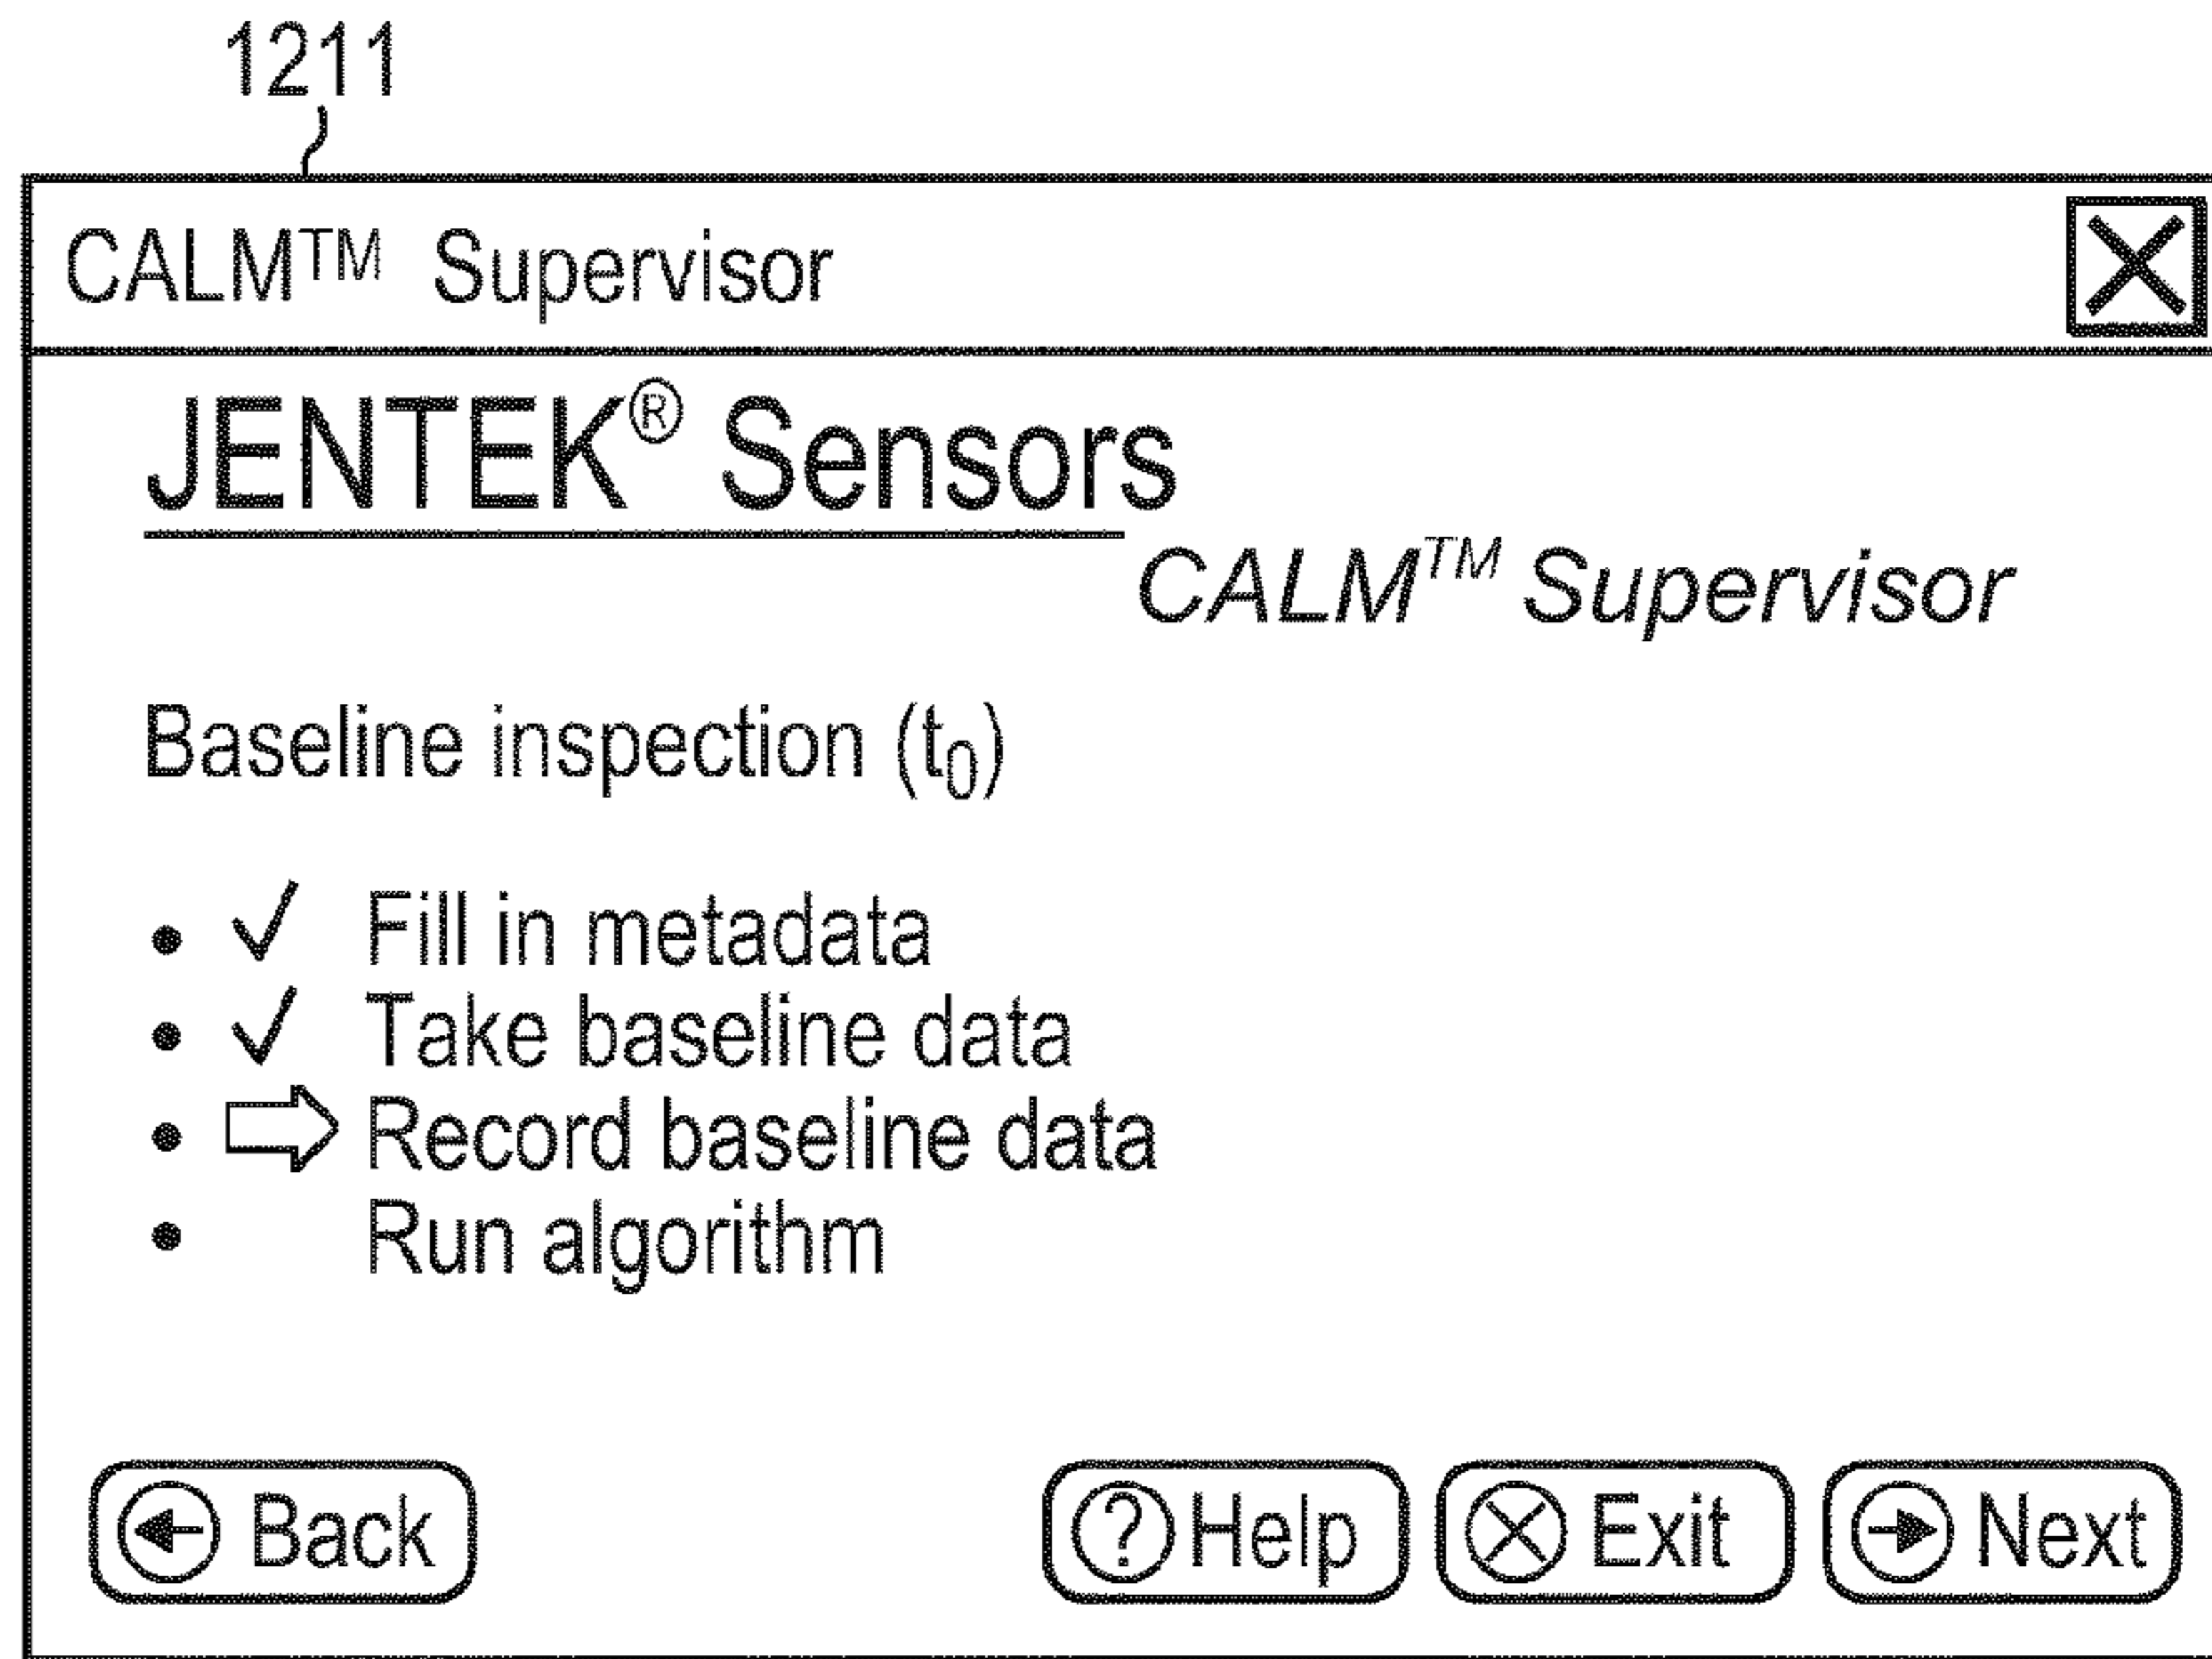 1211
CALM™ Supervisor
JENTEK® Sensors
CALM™ Supervisor
Baseline inspection (t₀)
• ✓ Fill in metadata
• ✓ Take baseline data
• ⇨ Record baseline data
• Run algorithm
Back ? Help Exit Next